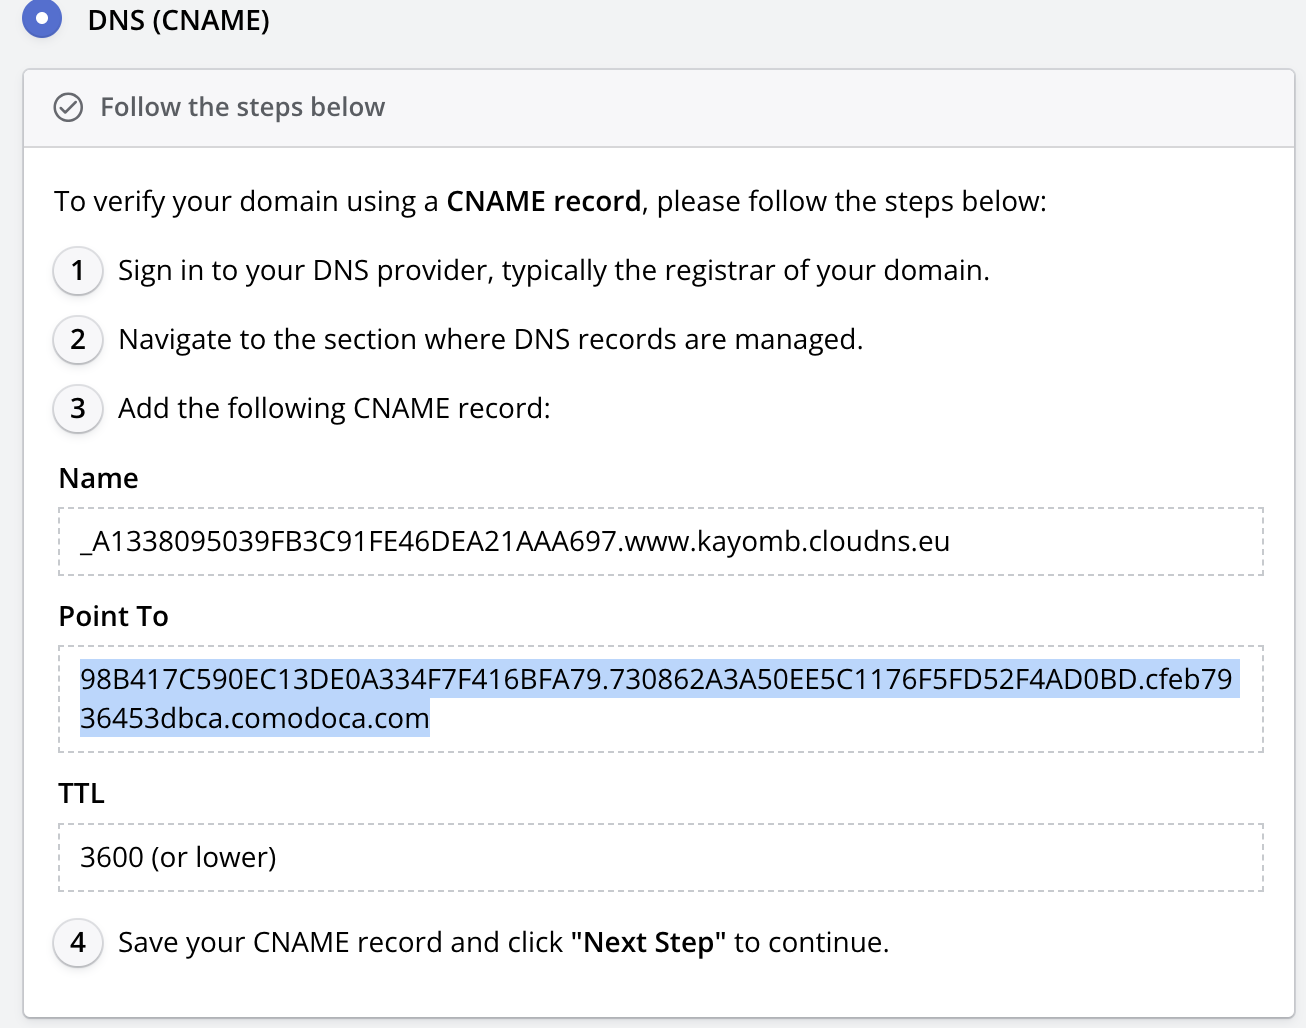 DNS (CNAME)
Follow the steps below
To verify your domain using a CNAME record, please follow the steps below:
1 Sign in to your DNS provider, typically the registrar of your domain.
2 Navigate to the section where DNS records are managed.
3 Add the following CNAME record:
Name
_A1338095039FB3C91FE46DEA21AAA697.www.kayomb.cloudns.eu
Point To
98B417C590EC13DE0A334F7F416BFA79.730862A3A50EE5C1176F5FD52F4AD0BD.cfeb79
36453dbca.comodoca.com
TTL
3600 (or lower)
4 Save your CNAME record and click "Next Step" to continue.